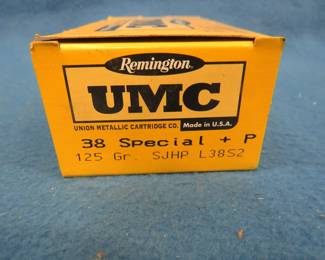 Remington
UMC
UNION METALLIC CARTRIDGE CO. Made in U.S.A.
38 Special + P
125 Gr. SJHP L38S2